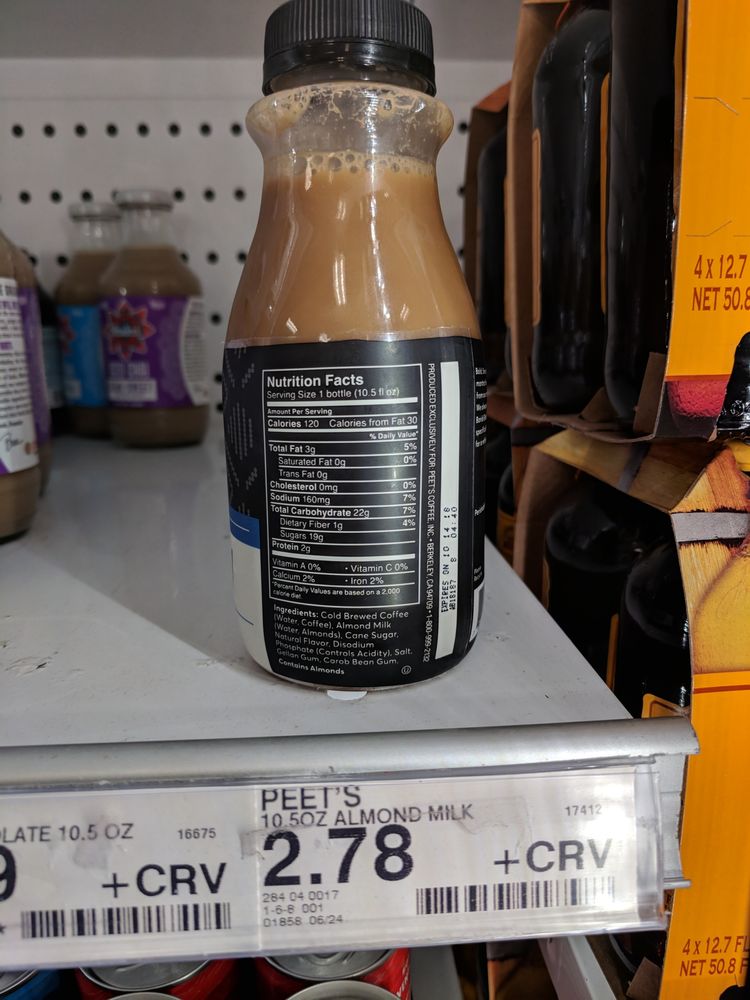 Nutrition Facts
Serving Size 1 bottle (10.5 fl oz)
Amount Per Serving
Calories 120 Calories from Fat 30
% Daily Value*
Total Fat 3g 5%
Saturated Fat 0g 0%
Trans Fat 0g
Cholesterol 0mg 0%
Sodium 160mg 7%
Total Carbohydrate 22g 7%
Dietary Fiber 1g 4%
Sugars 19g
Protein 2g
Vitamin A 0% • Vitamin C 0%
Calcium 2% • Iron 2%
*Percent Daily Values are based on a 2,000
calorie diet.
Ingredients: Cold Brewed Coffee
(Water, Coffee), Almond Milk
(Water, Almonds), Cane Sugar,
Natural Flavor, Disodium
Phosphate (Controls Acidity), Salt,
Gellan Gum, Carob Bean Gum.
Contains Almonds
PRODUCED EXCLUSIVELY FOR: PEET'S COFFEE, INC. • BERKELEY, CA 94709 • 1-800-999-2132
EXPIRES ON 10 14 18
4 x 12.7
NET 50.8
LATE 10.5 OZ 16675
9 +CRV
PEET'S
10.5OZ ALMOND MILK 17412
2.78 +CRV
284 04 0017
1-6-8 001
01858 06/24
4 x 12.7 FL
NET 50.8 F